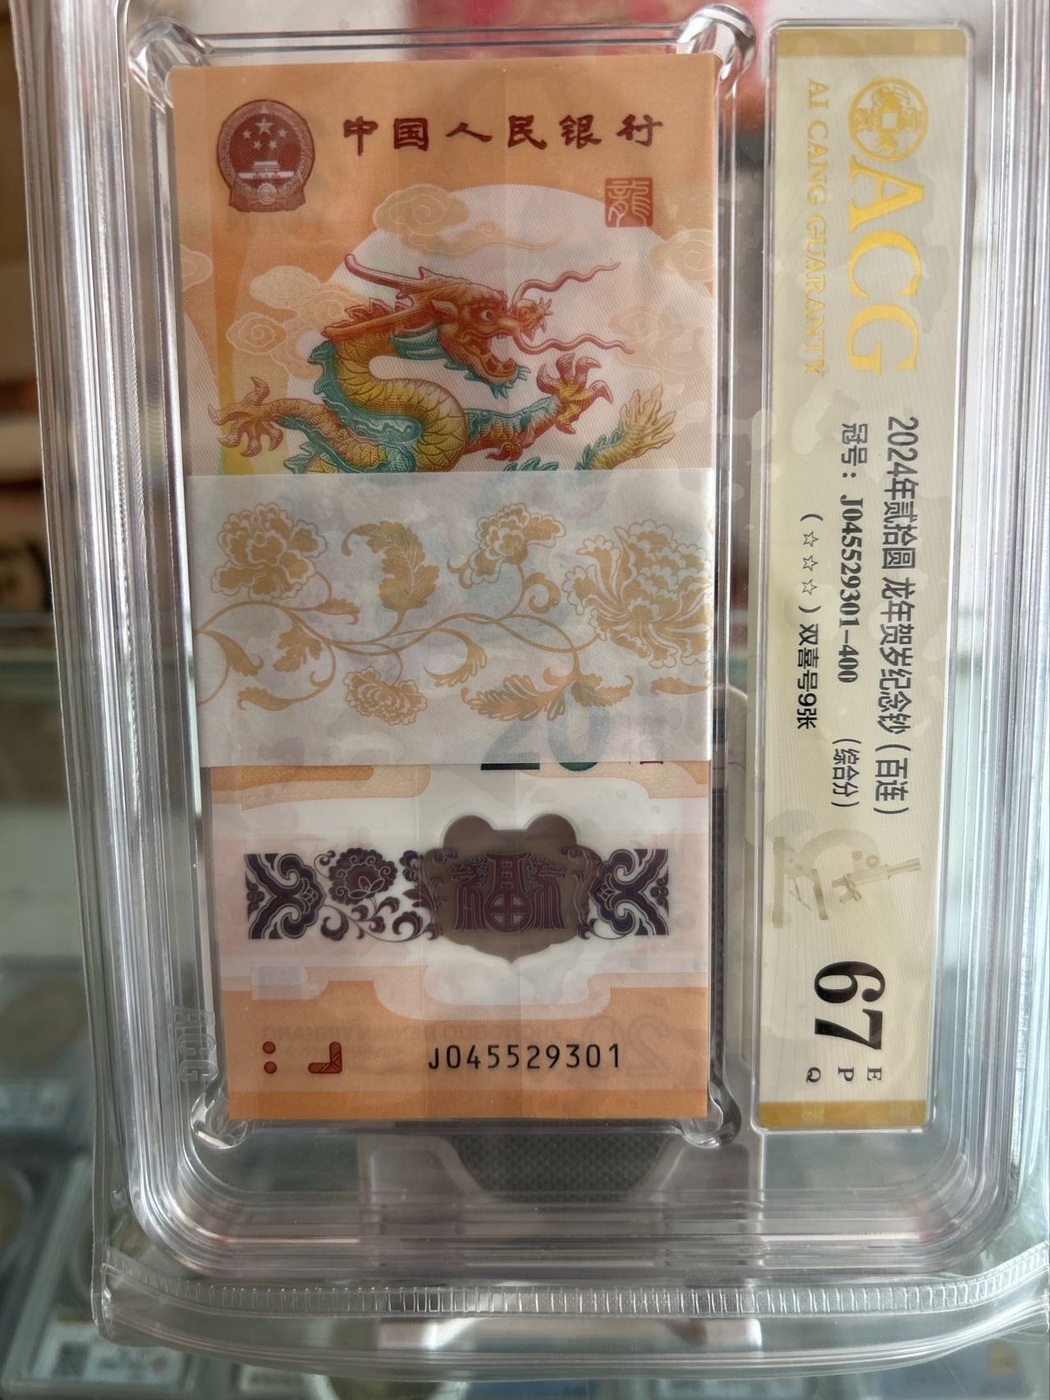 中国人民银行
龍
20
J045529301
ACG
AI CANG GUARANTY
2024年贰拾圆 龙年贺岁纪念钞（百连）
冠号：J045529301—400 （综合分）
（☆☆☆）双喜号9张
67
EPQ